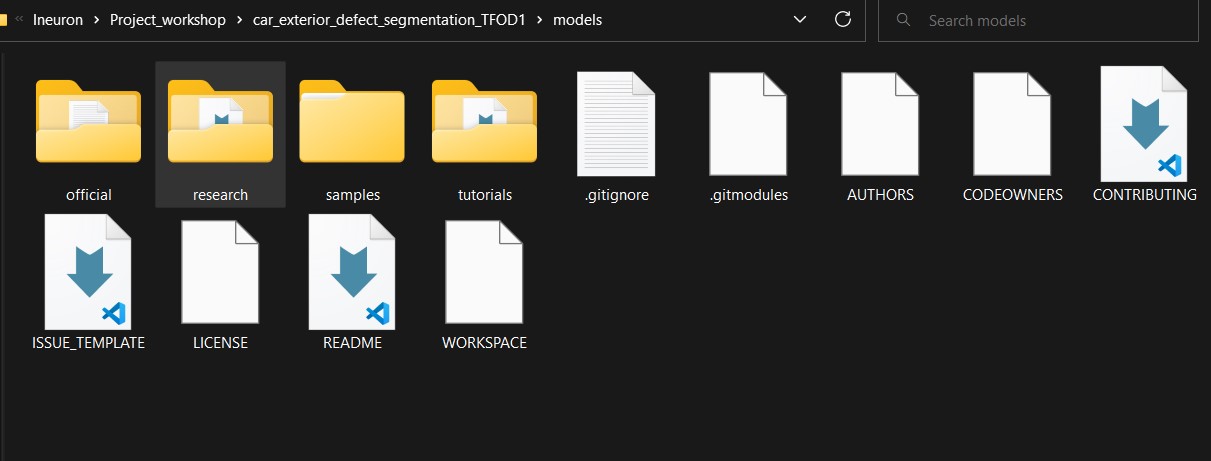 « Ineuron > Project_workshop > car_exterior_defect_segmentation_TFOD1 > models
Search models
official research samples tutorials .gitignore .gitmodules AUTHORS CODEOWNERS CONTRIBUTING
ISSUE_TEMPLATE LICENSE README WORKSPACE